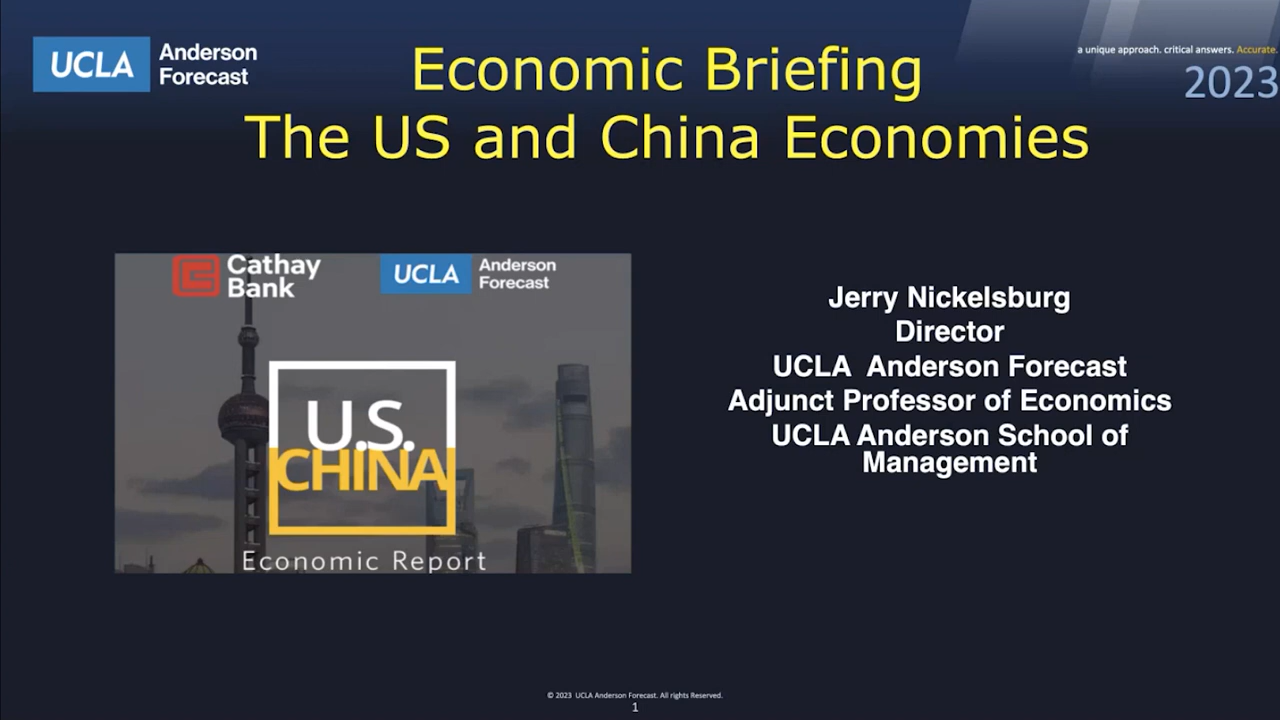 UCLA Anderson
Forecast
a unique approach. critical answers. Accurate.
2023
Economic Briefing
The US and China Economies
Cathay
Bank
UCLA Anderson
Forecast
U.S.
CHINA
Economic Report
Jerry Nickelsburg
Director
UCLA Anderson Forecast
Adjunct Professor of Economics
UCLA Anderson School of
Management
© 2023 UCLA Anderson Forecast. All rights Reserved.
1